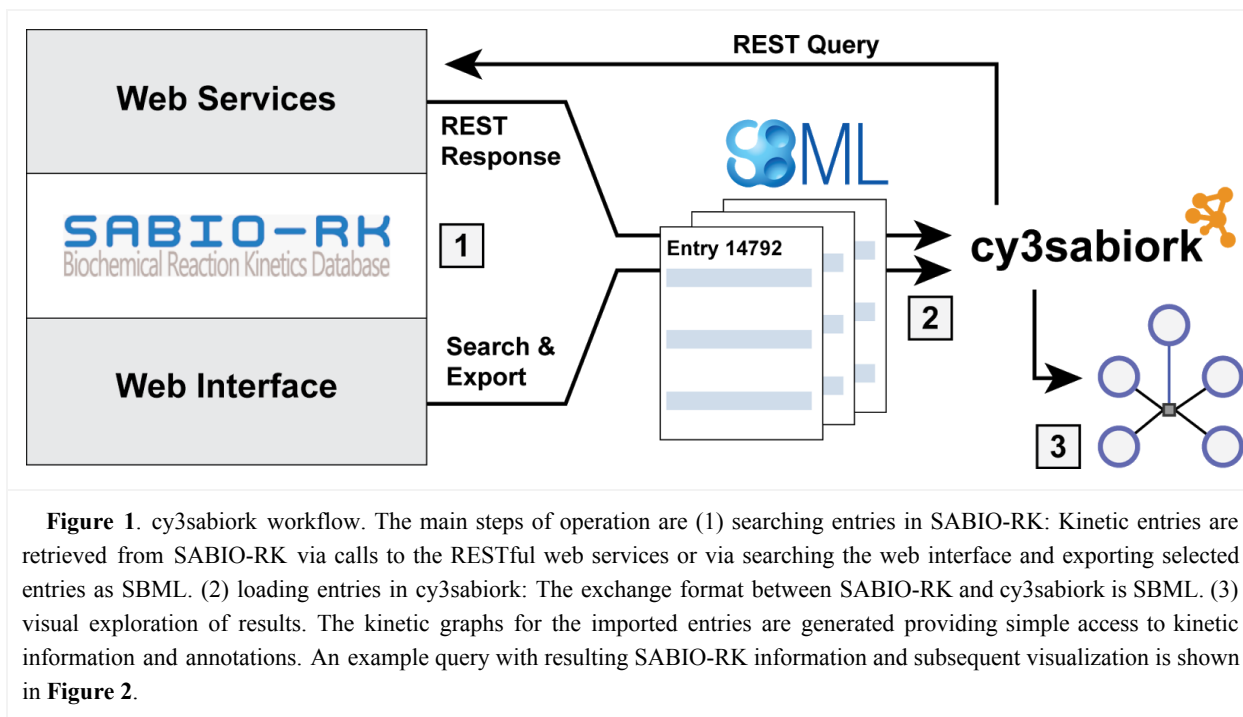 REST Query
Web Services
REST
Response
SBML
SABIO-RK
Biochemical Reaction Kinetics Database
1
Entry 14792
cy3sabiork
2
Search &
Export
Web Interface
3
Figure 1. cy3sabiork workflow. The main steps of operation are (1) searching entries in SABIO-RK: Kinetic entries are
retrieved from SABIO-RK via calls to the RESTful web services or via searching the web interface and exporting selected
entries as SBML. (2) loading entries in cy3sabiork: The exchange format between SABIO-RK and cy3sabiork is SBML. (3)
visual exploration of results. The kinetic graphs for the imported entries are generated providing simple access to kinetic
information and annotations. An example query with resulting SABIO-RK information and subsequent visualization is shown
in Figure 2.